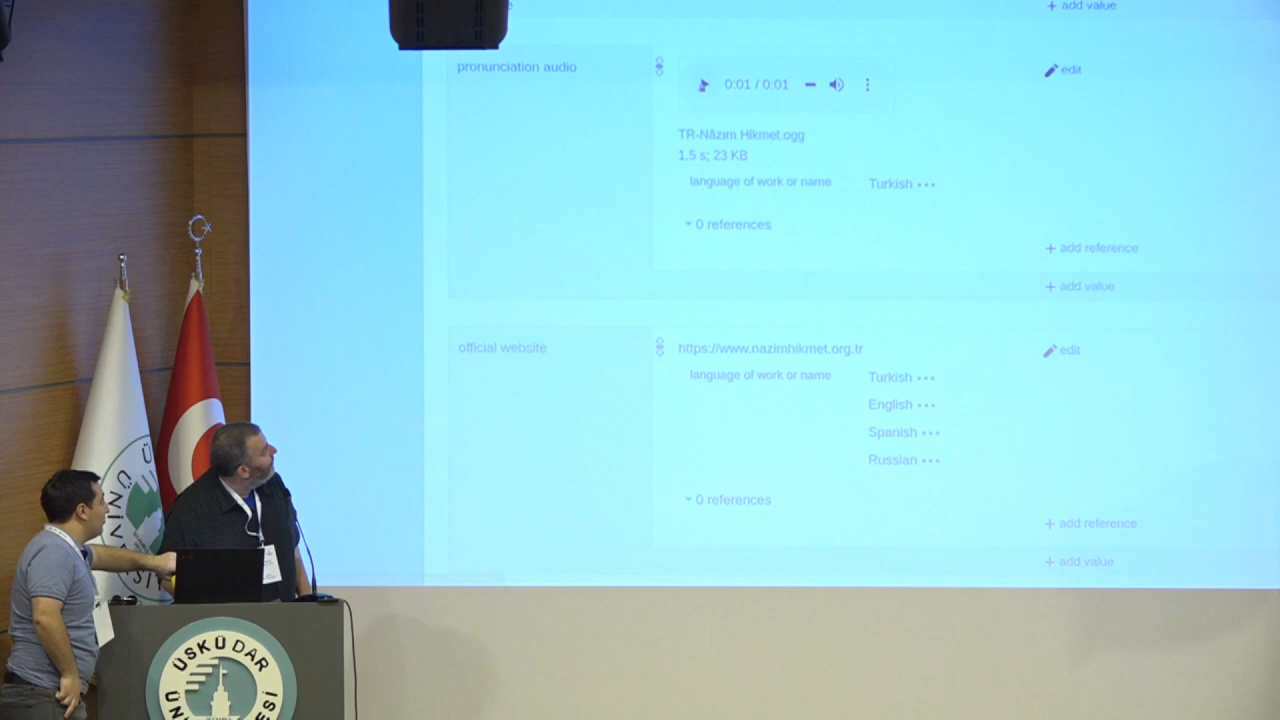 + add value
pronunciation audio
0:01 / 0:01
edit
TR-Nâzım Hikmet.ogg
1.5 s; 23 KB
language of work or name
Turkish
0 references
+ add reference
+ add value
official website
https://www.nazimhikmet.org.tr
edit
language of work or name
Turkish
English
Spanish
Russian
0 references
+ add reference
+ add value
ÜSKÜDAR